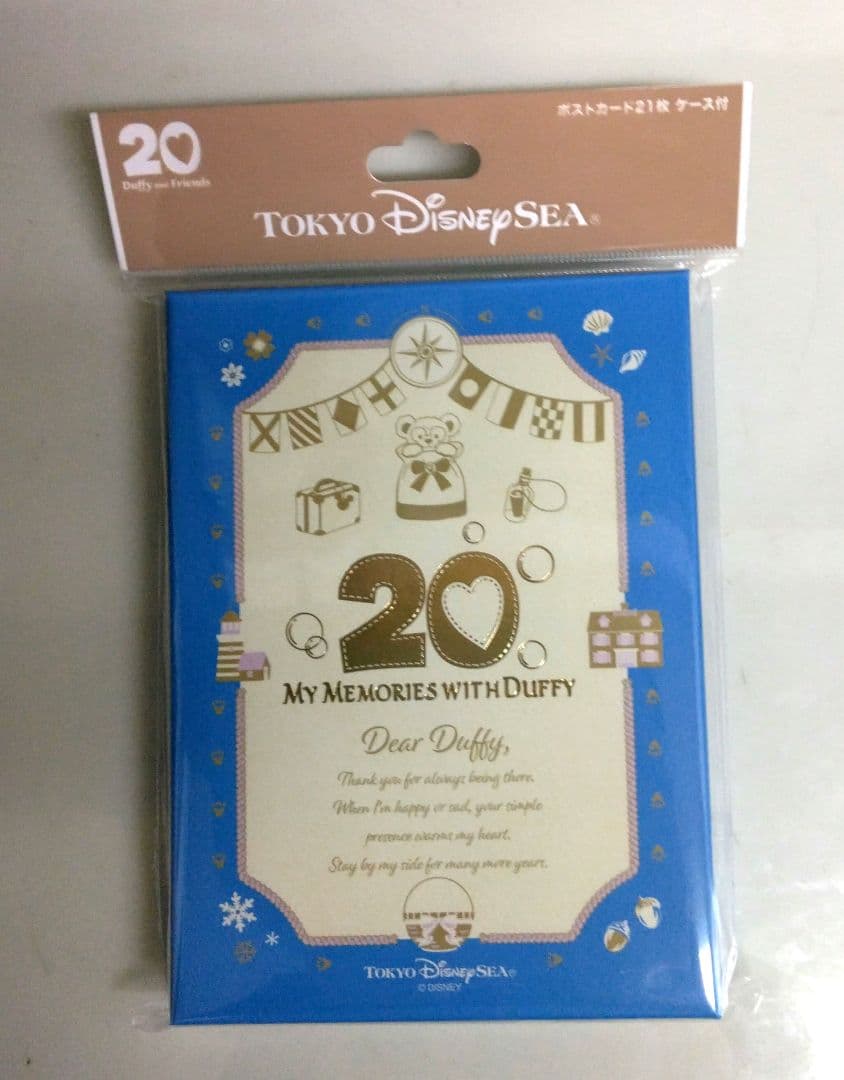 20
Duffy and Friends
ポストカード21枚 ケース付
TOKYO DISNEYSEA®
20
MY MEMORIES WITH DUFFY
Dear Duffy,
Thank you for always being there.
When I'm happy or sad, your simple
presence warms my heart.
Stay by my side for many more years.
TOKYO DISNEYSEA®
© DISNEY